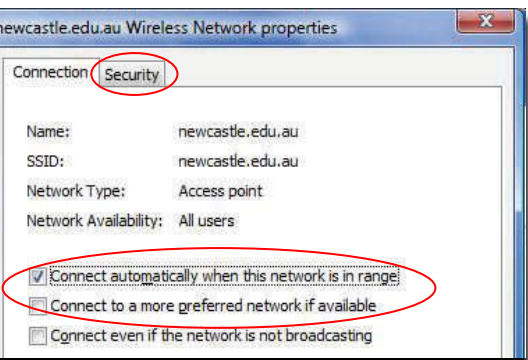 newcastle.edu.au Wireless Network properties
Connection Security
Name: newcastle.edu.au
SSID: newcastle.edu.au
Network Type: Access point
Network Availability: All users
Connect automatically when this network is in range
Connect to a more preferred network if available
Connect even if the network is not broadcasting